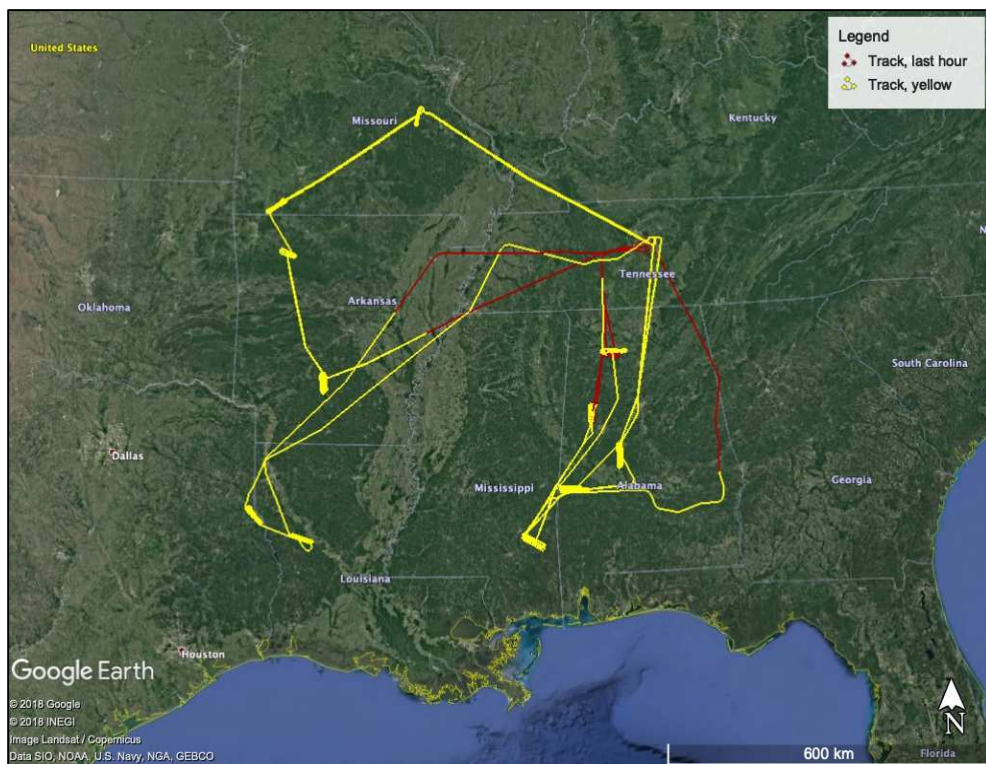 United States
Legend
Track, last hour
Track, yellow
Missouri
Kentucky
N
Oklahoma
Arkansas
Tennessee
South Carolina
Dallas
Mississippi
Alabama
Georgia
Louisiana
Houston
Google Earth
© 2018 Google
© 2018 INEGI
Image Landsat / Copernicus
Data SIO, NOAA, U.S. Navy, NGA, GEBCO
N
600 km
Florida